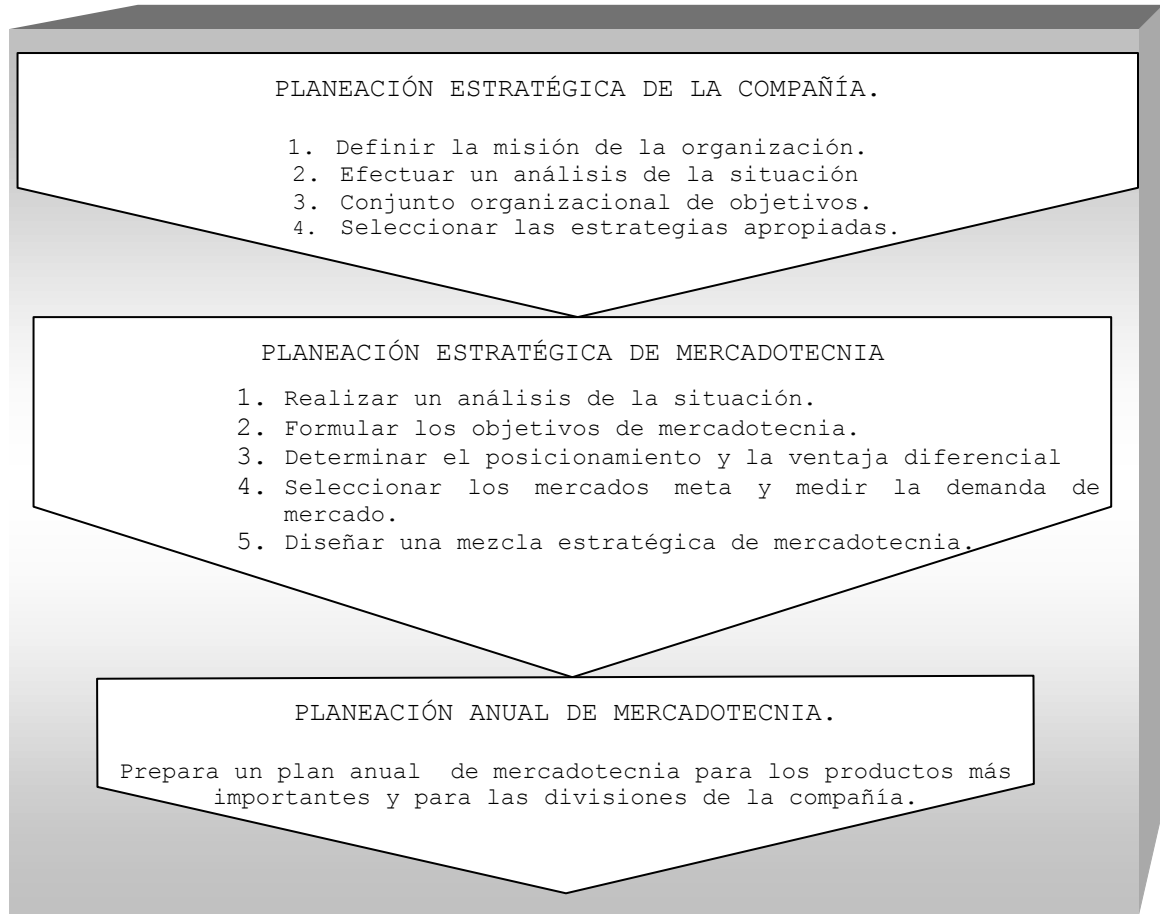 PLANEACIÓN ESTRATÉGICA DE LA COMPAÑÍA.
1. Definir la misión de la organización.
2. Efectuar un análisis de la situación
3. Conjunto organizacional de objetivos.
4. Seleccionar las estrategias apropiadas.
PLANEACIÓN ESTRATÉGICA DE MERCADOTECNIA
1. Realizar un análisis de la situación.
2. Formular los objetivos de mercadotecnia.
3. Determinar el posicionamiento y la ventaja diferencial
4. Seleccionar los mercados meta y medir la demanda de
mercado.
5. Diseñar una mezcla estratégica de mercadotecnia.
PLANEACIÓN ANUAL DE MERCADOTECNIA.
Prepara un plan anual de mercadotecnia para los productos más
importantes y para las divisiones de la compañía.